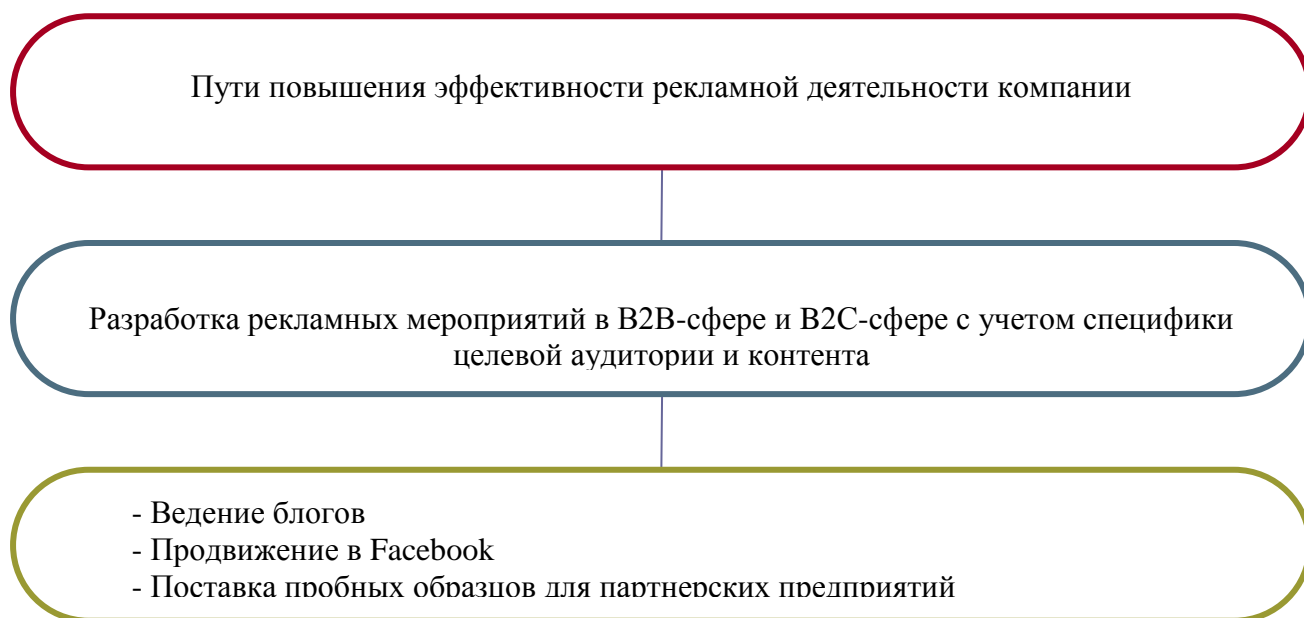 Пути повышения эффективности рекламной деятельности компании
Разработка рекламных мероприятий в B2B-сфере и B2C-сфере с учетом специфики
целевой аудитории и контента
- Ведение блогов
- Продвижение в Facebook
- Поставка пробных образцов для партнерских предприятий